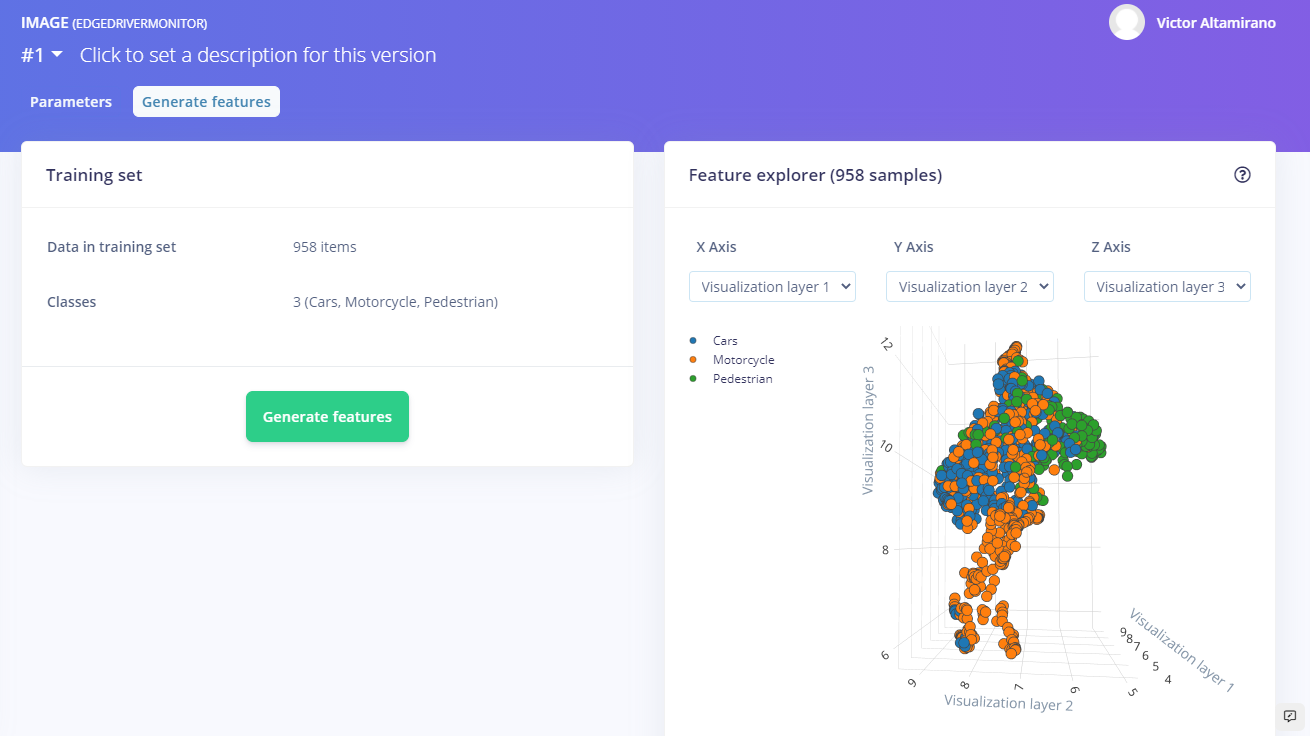 IMAGE (EDGEDRIVERMONITOR)
Victor Altamirano
#1 Click to set a description for this version
Parameters Generate features
Training set
Data in training set 958 items
Classes 3 (Cars, Motorcycle, Pedestrian)
Generate features
Feature explorer (958 samples)
X Axis Y Axis Z Axis
Visualization layer 1 Visualization layer 2 Visualization layer 3
Cars
Motorcycle
Pedestrian
12
10
8
6
Visualization layer 3
9 8 7 6 5
Visualization layer 2
9 8 7 6 5 4
Visualization layer 1